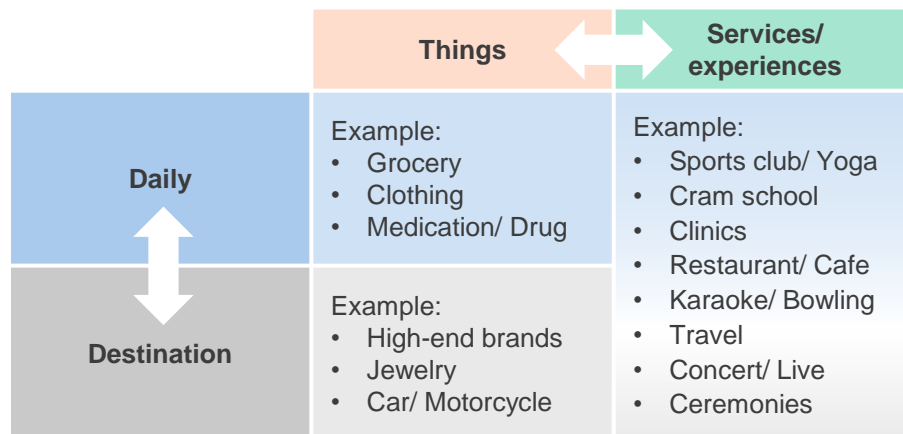 Things
Services/
experiences
Daily
Example:
• Grocery
• Clothing
• Medication/ Drug
Example:
• Sports club/ Yoga
• Cram school
• Clinics
• Restaurant/ Cafe
• Karaoke/ Bowling
• Travel
• Concert/ Live
• Ceremonies
Destination
Example:
• High-end brands
• Jewelry
• Car/ Motorcycle